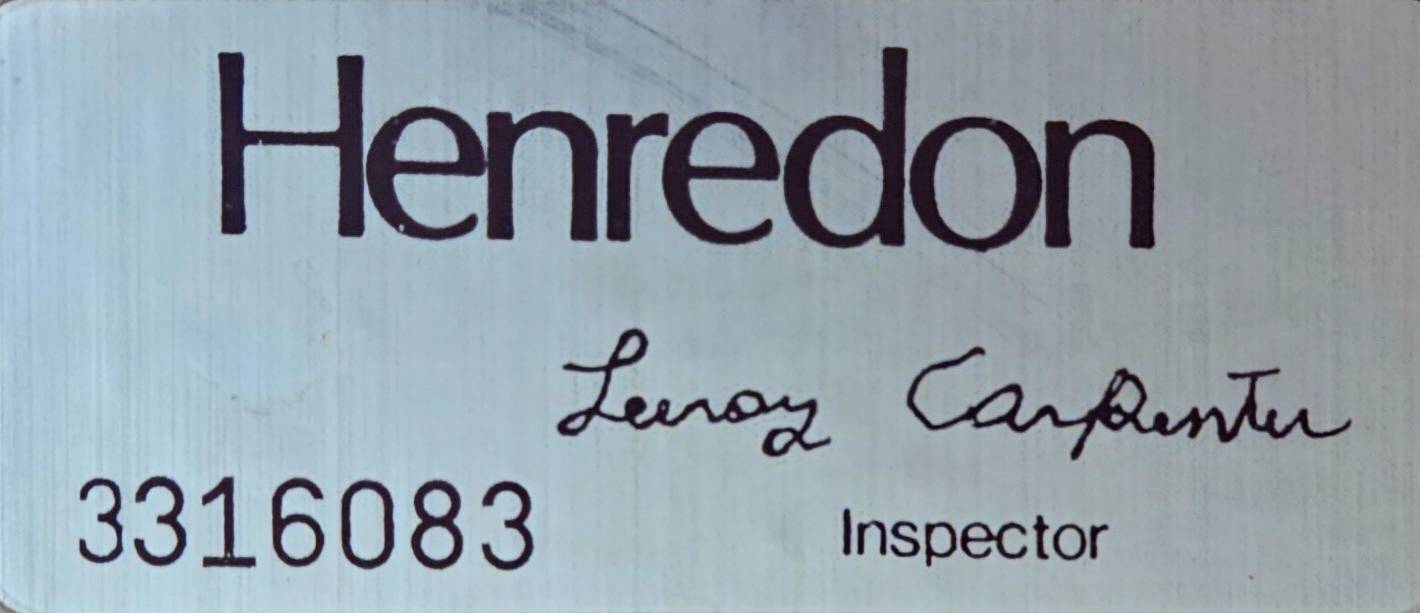 Henredon
Leroy Carpenter
3316083
Inspector